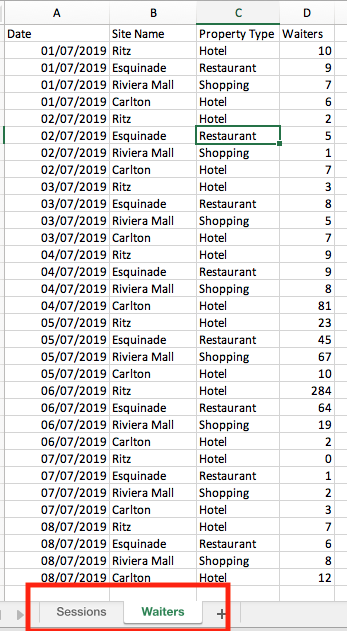 A B C D
Date Site Name Property Type Waiters
01/07/2019 Ritz Hotel 10
01/07/2019 Esquinade Restaurant 9
01/07/2019 Riviera Mall Shopping 7
01/07/2019 Carlton Hotel 6
02/07/2019 Ritz Hotel 2
02/07/2019 Esquinade Restaurant 5
02/07/2019 Riviera Mall Shopping 1
02/07/2019 Carlton Hotel 7
03/07/2019 Ritz Hotel 3
03/07/2019 Esquinade Restaurant 8
03/07/2019 Riviera Mall Shopping 5
03/07/2019 Carlton Hotel 7
04/07/2019 Ritz Hotel 9
04/07/2019 Esquinade Restaurant 9
04/07/2019 Riviera Mall Shopping 8
04/07/2019 Carlton Hotel 81
05/07/2019 Ritz Hotel 23
05/07/2019 Esquinade Restaurant 45
05/07/2019 Riviera Mall Shopping 67
05/07/2019 Carlton Hotel 10
06/07/2019 Ritz Hotel 284
06/07/2019 Esquinade Restaurant 64
06/07/2019 Riviera Mall Shopping 19
06/07/2019 Carlton Hotel 2
07/07/2019 Ritz Hotel 0
07/07/2019 Esquinade Restaurant 1
07/07/2019 Riviera Mall Shopping 2
07/07/2019 Carlton Hotel 3
08/07/2019 Ritz Hotel 7
08/07/2019 Esquinade Restaurant 6
08/07/2019 Riviera Mall Shopping 8
08/07/2019 Carlton Hotel 12
Sessions Waiters +